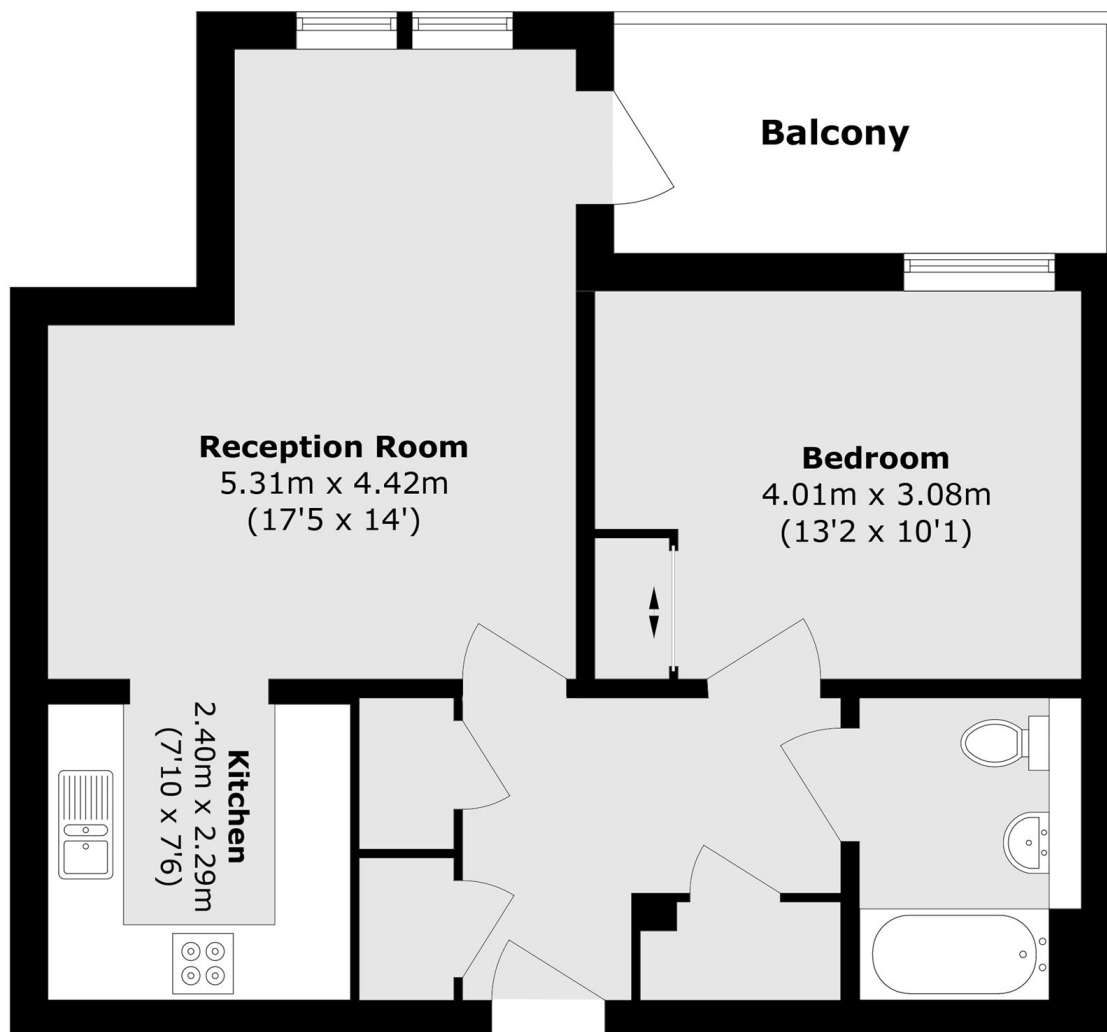 Balcony
Reception Room
5.31m x 4.42m
(17'5 x 14')
Bedroom
4.01m x 3.08m
(13'2 x 10'1)
Kitchen
2.40m x 2.29m
(7'10 x 7'6)